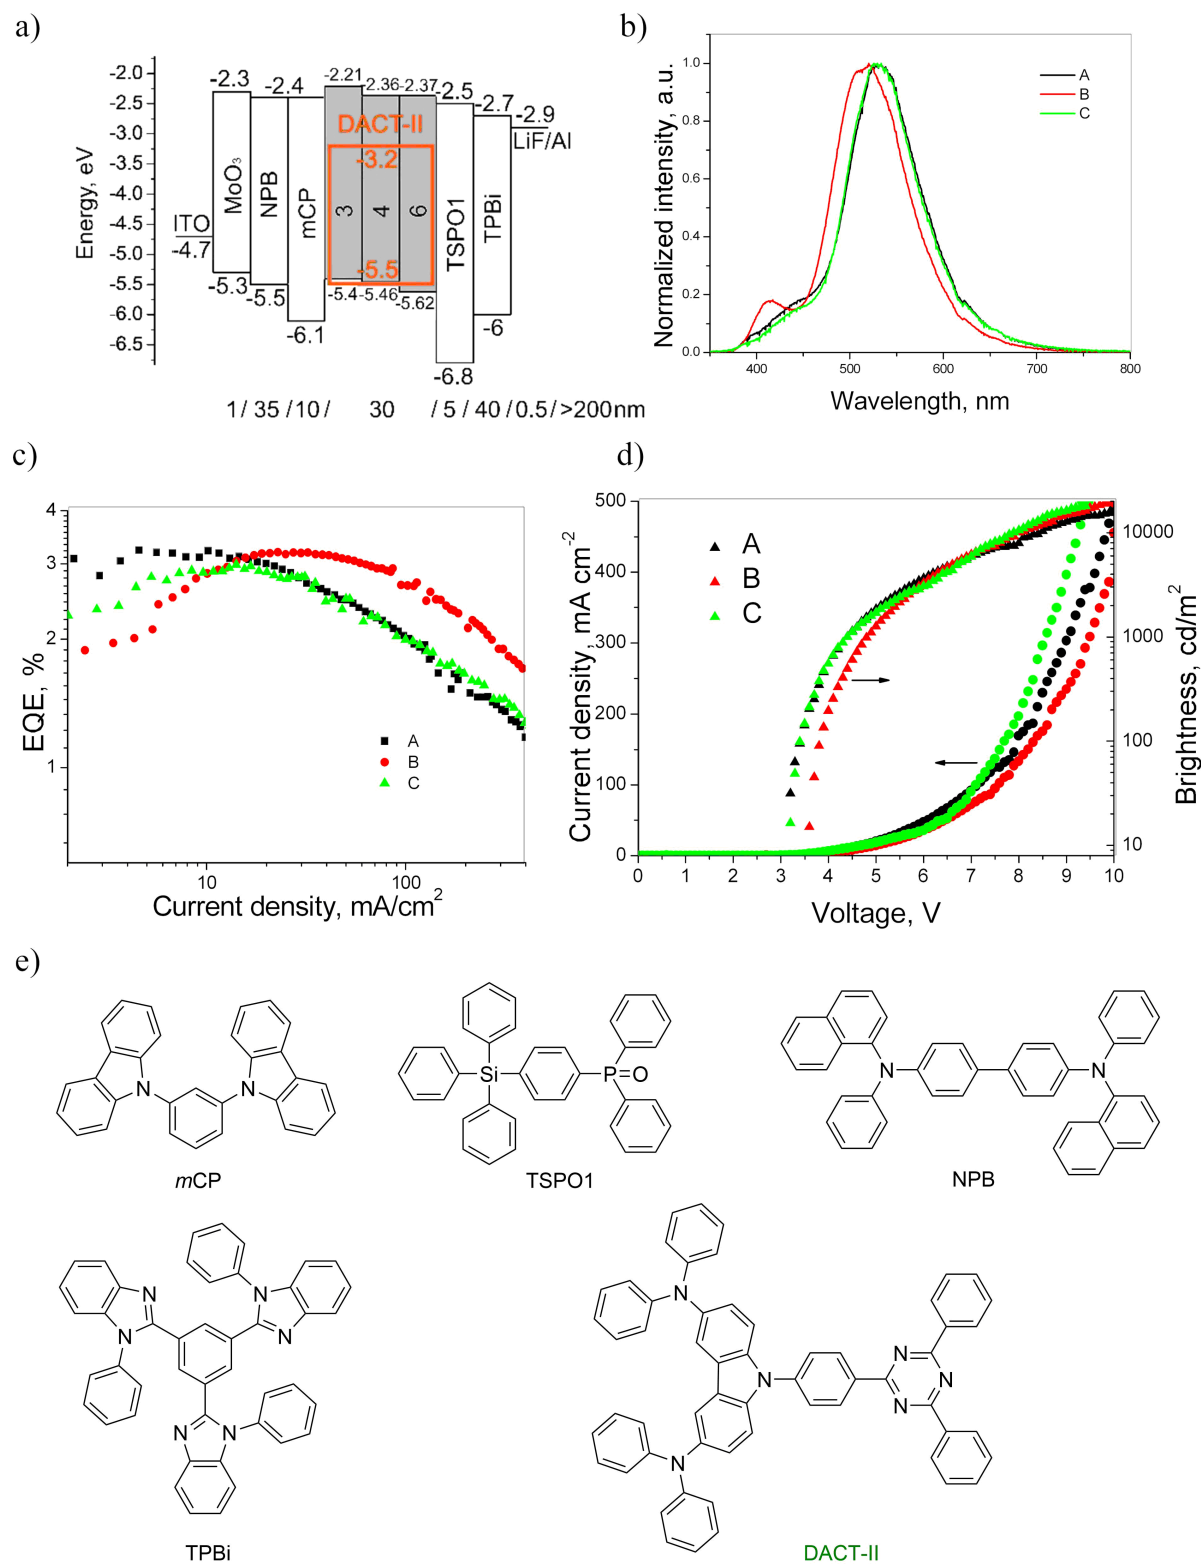 a)
-2.0
-2.5
-3.0
-3.5
-4.0
-4.5
-5.0
-5.5
-6.0
-6.5
Energy, eV
ITO
-4.7
-2.3
MoO₃
-5.3
-2.4
NPB
-5.5
mCP
-6.1
-2.21
-2.36
-2.37
DACT-II
-3.2
3
4
6
-5.5
-5.4
-5.46
-5.62
-2.5
TSPO1
-6.8
-2.7
TPBi
-6
-2.9
LiF/Al
1 / 35 / 10 / 30 / 5 / 40 / 0.5 / >200nm
b)
Normalized intensity, a.u.
1.0
0.8
0.6
0.4
0.2
0.0
400 500 600 700 800
Wavelength, nm
A
B
C
c)
EQE, %
4
3
2
1
10 100
Current density, mA/cm²
A
B
C
d)
Current density, mA cm⁻²
500
400
300
200
100
0
0 1 2 3 4 5 6 7 8 9 10
Voltage, V
10000
1000
100
10
Brightness, cd/m²
A
B
C
e)
N
N
mCP
Si
P=O
TSPO1
N
N
NPB
N
N
N
N
N
N
TPBi
N
N
N
N
N
N
DACT-II